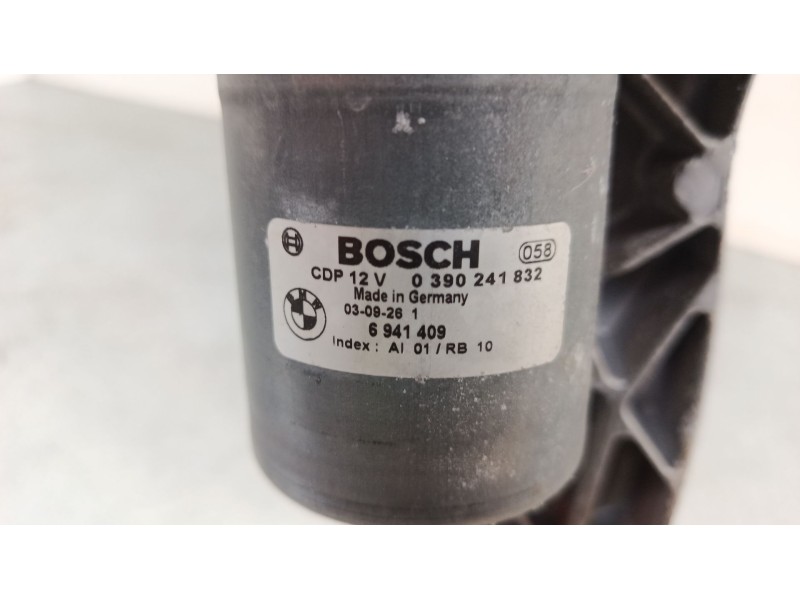 BOSCH 058
CDP 12 V 0 390 241 832
Made in Germany
03-09-26 1
BMW
6 941 409
Index : AI 01 / RB 10